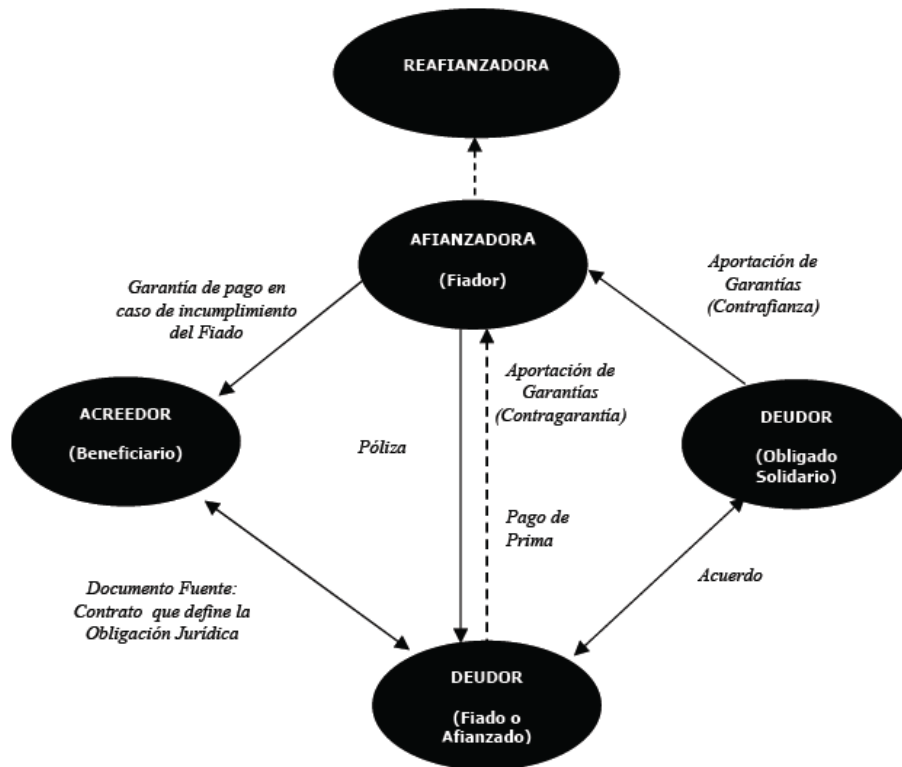 REAFIANZADORA
AFIANZADORA
(Fiador)
Garantía de pago en
caso de incumplimiento
del Fiado
Aportación de
Garantías
(Contrafianza)
Aportación de
Garantías
(Contragarantía)
ACREEDOR
(Beneficiario)
Póliza
DEUDOR
(Obligado
Solidario)
Pago de
Prima
Acuerdo
Documento Fuente:
Contrato que define la
Obligación Jurídica
DEUDOR
(Fiado o
Afianzado)